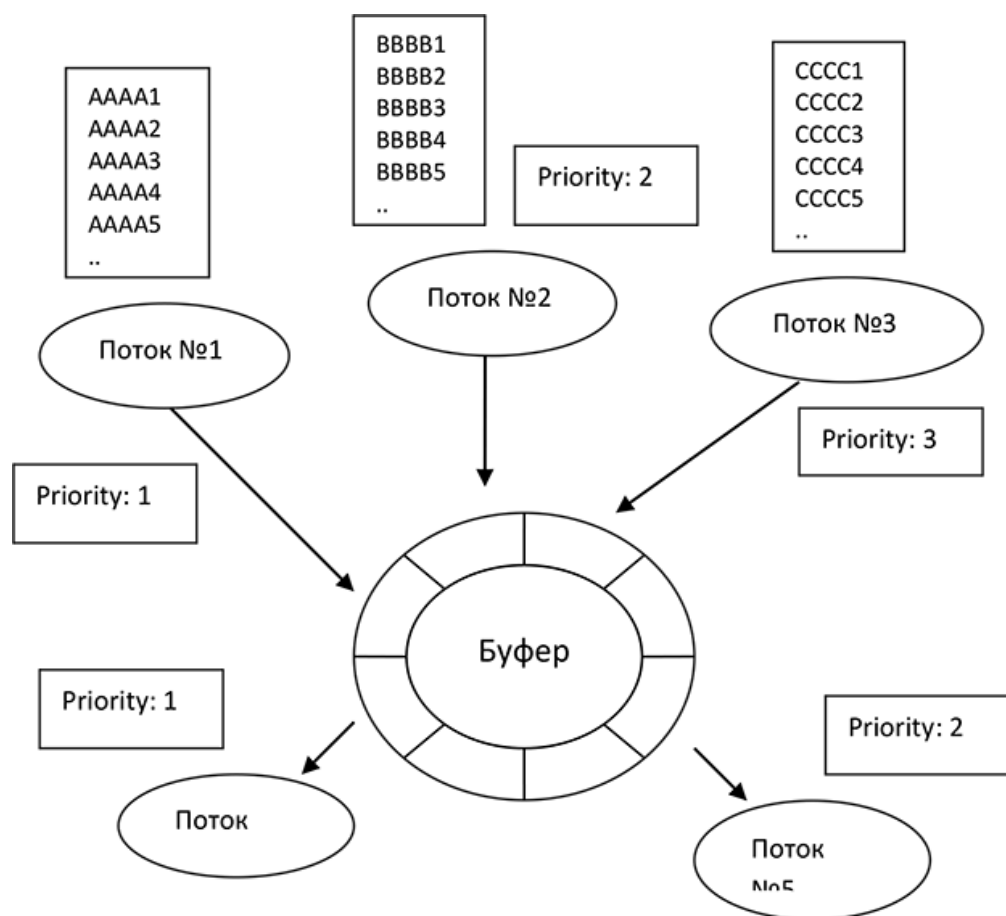 AAAA1
AAAA2
AAAA3
AAAA4
AAAA5
..
BBBB1
BBBB2
BBBB3
BBBB4
BBBB5
..
Priority: 2
CCCC1
CCCC2
CCCC3
CCCC4
CCCC5
..
Поток №1
Поток №2
Поток №3
Priority: 1
Priority: 3
Буфер
Priority: 1
Priority: 2
Поток
Поток
№5